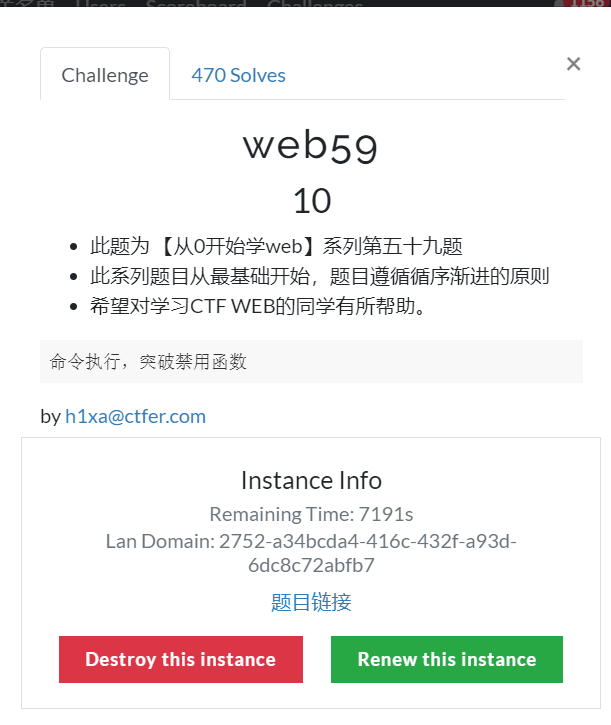 Users Scoreboard Challenges
Challenge
470 Solves
×
web59
10
此题为 【从0开始学web】系列第五十九题
此系列题目从最基础开始，题目遵循循序渐进的原则
希望对学习CTF WEB的同学有所帮助。
命令执行，突破禁用函数
by h1xa@ctfer.com
Instance Info
Remaining Time: 7191s
Lan Domain: 2752-a34bcda4-416c-432f-a93d-
6dc8c72abfb7
题目链接
Destroy this instance
Renew this instance